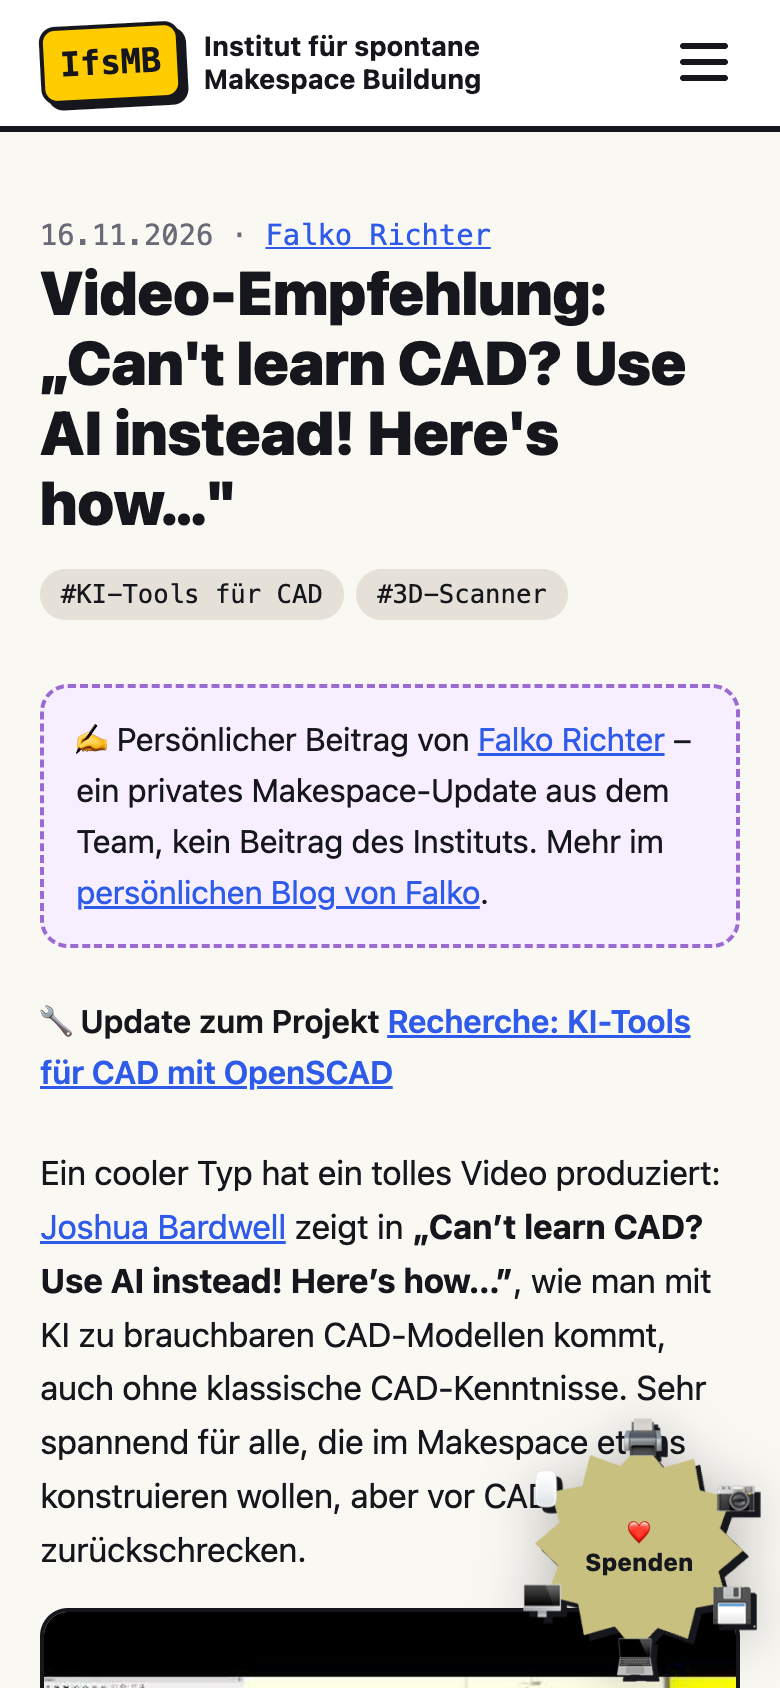 IfsMB
Institut für spontane
Makespace Buildung
16.11.2026 · Falko Richter
Video-Empfehlung:
„Can't learn CAD? Use
AI instead! Here's
how…"
#KI-Tools für CAD
#3D-Scanner
✍️ Persönlicher Beitrag von Falko Richter –
ein privates Makespace-Update aus dem
Team, kein Beitrag des Instituts. Mehr im
persönlichen Blog von Falko.
🔧 Update zum Projekt Recherche: KI-Tools
für CAD mit OpenSCAD
Ein cooler Typ hat ein tolles Video produziert:
Joshua Bardwell zeigt in „Can’t learn CAD?
Use AI instead! Here’s how…”, wie man mit
KI zu brauchbaren CAD-Modellen kommt,
auch ohne klassische CAD-Kenntnisse. Sehr
spannend für alle, die im Makespace
konstruieren wollen, aber vor
zurückschrecken.
❤️
Spenden